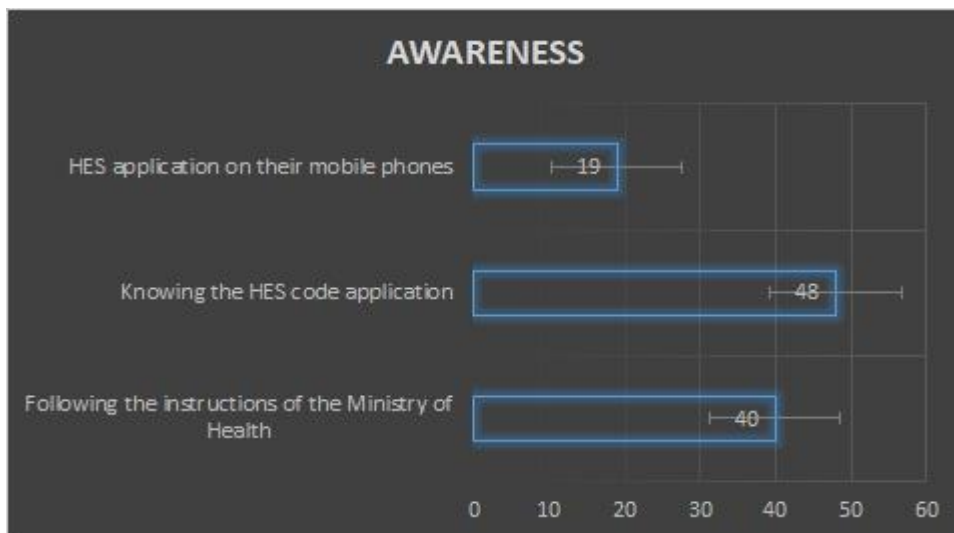 AWARENESS
HES application on their mobile phones
19
Knowing the HES code application
48
Following the instructions of the Ministry of
Health
40
0 10 20 30 40 50 60